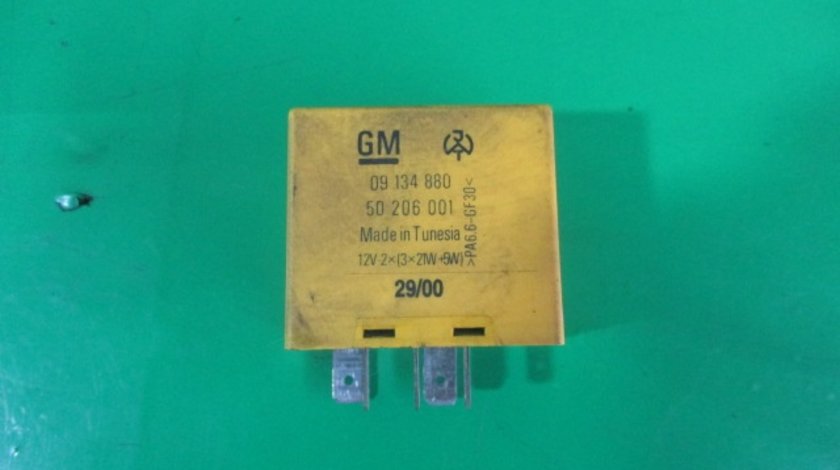 GM
09 134 880
50 206 001
Made in Tunesia
12V 2×(3×21W+5W)
>PA6.6-GF30<
29/00